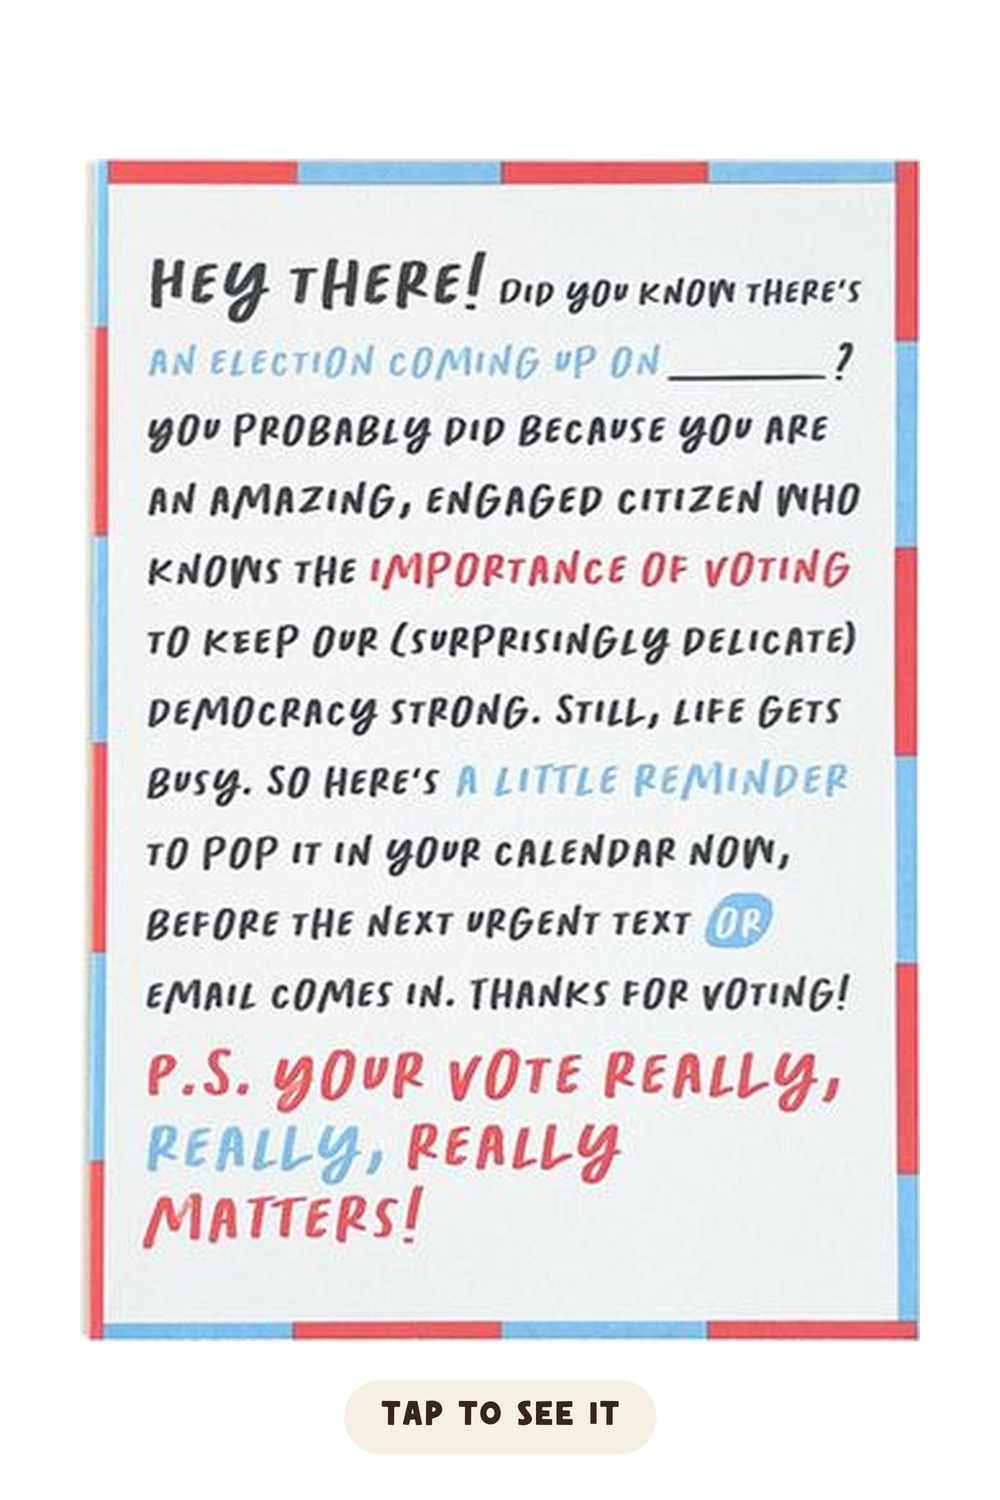 HEY THERE! DID YOU KNOW THERE'S
AN ELECTION COMING UP ON ________?
YOU PROBABLY DID BECAUSE YOU ARE
AN AMAZING, ENGAGED CITIZEN WHO
KNOWS THE IMPORTANCE OF VOTING
TO KEEP OUR (SURPRISINGLY DELICATE)
DEMOCRACY STRONG. STILL, LIFE GETS
BUSY. SO HERE'S A LITTLE REMINDER
TO POP IT IN YOUR CALENDAR NOW,
BEFORE THE NEXT URGENT TEXT OR
EMAIL COMES IN. THANKS FOR VOTING!
P.S. YOUR VOTE REALLY,
REALLY, REALLY
MATTERS!
TAP TO SEE IT